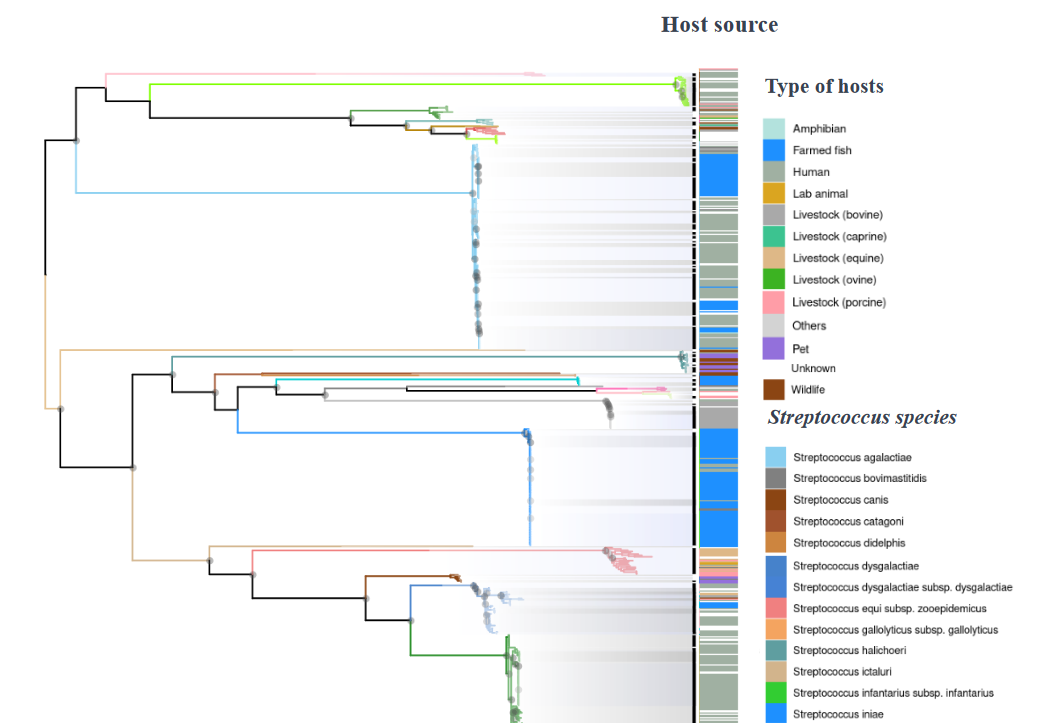 Host source
Type of hosts
Amphibian
Farmed fish
Human
Lab animal
Livestock (bovine)
Livestock (caprine)
Livestock (equine)
Livestock (ovine)
Livestock (porcine)
Others
Pet
Unknown
Wildlife
Streptococcus species
Streptococcus agalactiae
Streptococcus bovimastitidis
Streptococcus canis
Streptococcus catagoni
Streptococcus didelphis
Streptococcus dysgalactiae
Streptococcus dysgalactiae subsp. dysgalactiae
Streptococcus equi subsp. zooepidemicus
Streptococcus gallolyticus subsp. gallolyticus
Streptococcus halichoeri
Streptococcus ictaluri
Streptococcus infantarius subsp. infantarius
Streptococcus iniae